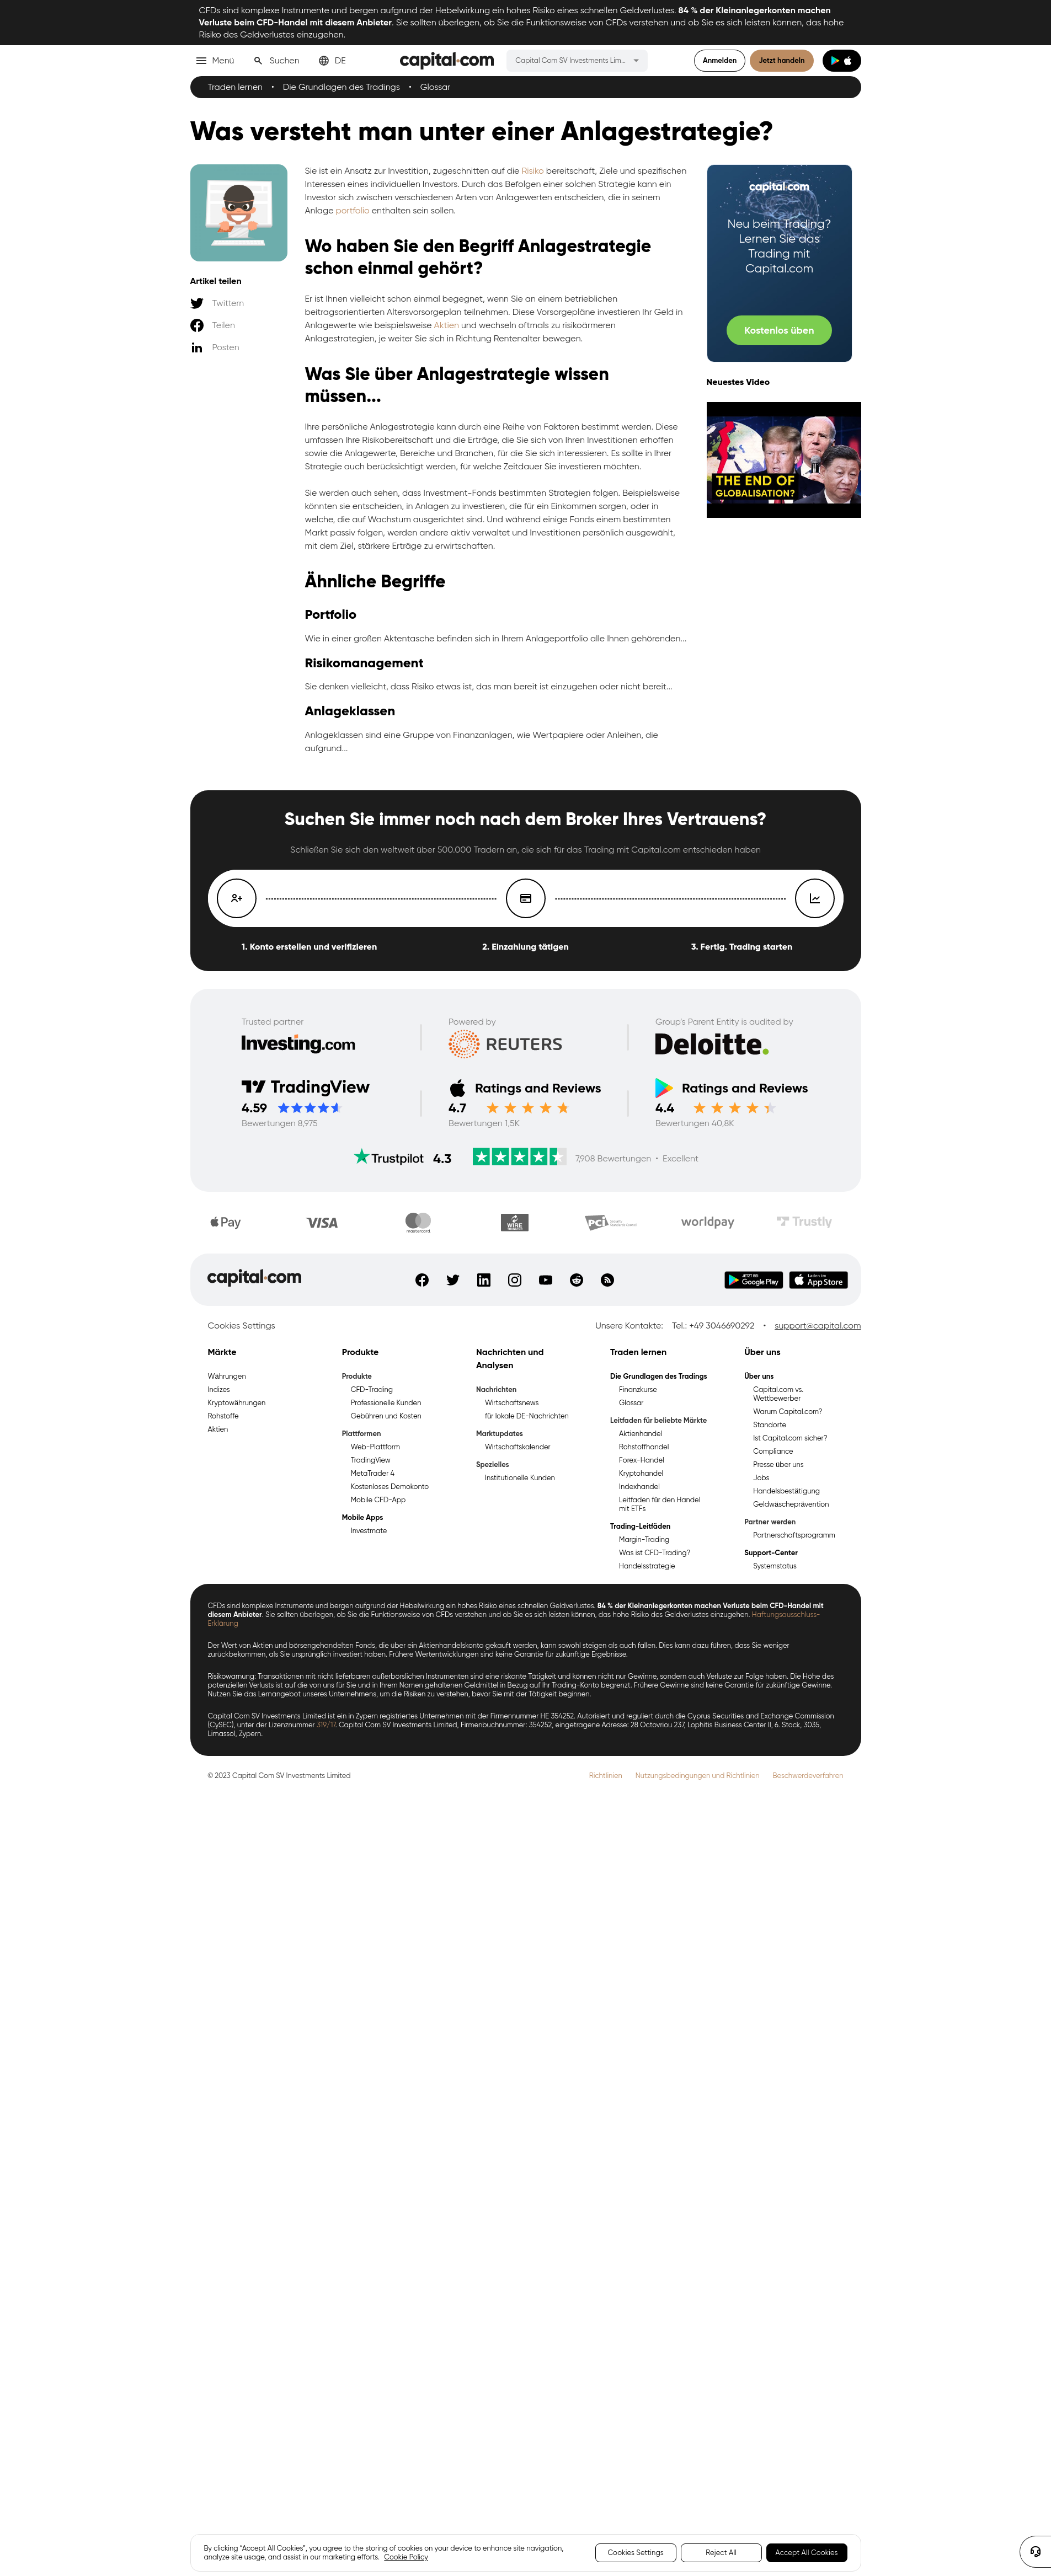 CFDs sind komplexe Instrumente und bergen aufgrund der Hebelwirkung ein hohes Risiko eines schnellen Geldverlustes. 84 % der Kleinanlegerkonten machen
Verluste beim CFD-Handel mit diesem Anbieter. Sie sollten überlegen, ob Sie die Funktionsweise von CFDs verstehen und ob Sie es sich leisten können, das hohe
Risiko des Geldverlustes einzugehen.
Menü
Suchen
DE
capital.com
Capital Com SV Investments Lim...
Anmelden
Jetzt handeln
Traden lernen • Die Grundlagen des Tradings • Glossar
Was versteht man unter einer Anlagestrategie?
Artikel teilen
Twittern
Teilen
Posten
Sie ist ein Ansatz zur Investition, zugeschnitten auf die Risiko bereitschaft, Ziele und spezifischen
Interessen eines individuellen Investors. Durch das Befolgen einer solchen Strategie kann ein
Investor sich zwischen verschiedenen Arten von Anlagewerten entscheiden, die in seinem
Anlage portfolio enthalten sein sollen.
Wo haben Sie den Begriff Anlagestrategie
schon einmal gehört?
Er ist Ihnen vielleicht schon einmal begegnet, wenn Sie an einem betrieblichen
beitragsorientierten Altersvorsorgeplan teilnehmen. Diese Vorsorgepläne investieren Ihr Geld in
Anlagewerte wie beispielsweise Aktien und wechseln oftmals zu risikoärmeren
Anlagestrategien, je weiter Sie sich in Richtung Rentenalter bewegen.
Was Sie über Anlagestrategie wissen
müssen...
Ihre persönliche Anlagestrategie kann durch eine Reihe von Faktoren bestimmt werden. Diese
umfassen Ihre Risikobereitschaft und die Erträge, die Sie sich von Ihren Investitionen erhoffen
sowie die Anlagewerte, Bereiche und Branchen, für die Sie sich interessieren. Es sollte in Ihrer
Strategie auch berücksichtigt werden, für welche Zeitdauer Sie investieren möchten.
Sie werden auch sehen, dass Investment-Fonds bestimmten Strategien folgen. Beispielsweise
könnten sie entscheiden, in Anlagen zu investieren, die für ein Einkommen sorgen, oder in
welche, die auf Wachstum ausgerichtet sind. Und während einige Fonds einem bestimmten
Markt passiv folgen, werden andere aktiv verwaltet und Investitionen persönlich ausgewählt,
mit dem Ziel, stärkere Erträge zu erwirtschaften.
Ähnliche Begriffe
Portfolio
Wie in einer großen Aktentasche befinden sich in Ihrem Anlageportfolio alle Ihnen gehörenden...
Risikomanagement
Sie denken vielleicht, dass Risiko etwas ist, das man bereit ist einzugehen oder nicht bereit...
Anlageklassen
Anlageklassen sind eine Gruppe von Finanzanlagen, wie Wertpapiere oder Anleihen, die
aufgrund...
capital.com
Neu beim Trading?
Lernen Sie das
Trading mit
Capital.com
Kostenlos üben
Neuestes Video
THE END OF
GLOBALISATION?
Suchen Sie immer noch nach dem Broker Ihres Vertrauens?
Schließen Sie sich den weltweit über 500.000 Tradern an, die sich für das Trading mit Capital.com entschieden haben
1. Konto erstellen und verifizieren
2. Einzahlung tätigen
3. Fertig. Trading starten
Trusted partner
Investing.com
Powered by
REUTERS
Group's Parent Entity is audited by
Deloitte.
TradingView
4.59
Bewertungen 8,975
Ratings and Reviews
4.7
Bewertungen 1,5K
Ratings and Reviews
4.4
Bewertungen 40,8K
Trustpilot 4.3
7,908 Bewertungen • Excellent
Pay
VISA
mastercard
WIRE
PCI
worldpay
Trustly
capital.com
JETZT BEI
Google Play
Laden im
App Store
Cookies Settings
Unsere Kontakte: Tel.: +49 3046690292 • support@capital.com
Märkte
Währungen
Indizes
Kryptowährungen
Rohstoffe
Aktien
Produkte
Produkte
CFD-Trading
Professionelle Kunden
Gebühren und Kosten
Plattformen
Web-Plattform
TradingView
MetaTrader 4
Kostenloses Demokonto
Mobile CFD-App
Mobile Apps
Investmate
Nachrichten und
Analysen
Nachrichten
Wirtschaftsnews
für lokale DE-Nachrichten
Marktupdates
Wirtschaftskalender
Spezielles
Institutionelle Kunden
Traden lernen
Die Grundlagen des Tradings
Finanzkurse
Glossar
Leitfaden für beliebte Märkte
Aktienhandel
Rohstoffhandel
Forex-Handel
Kryptohandel
Indexhandel
Leitfaden für den Handel
mit ETFs
Trading-Leitfäden
Margin-Trading
Was ist CFD-Trading?
Handelsstrategie
Über uns
Über uns
Capital.com vs.
Wettbewerber
Warum Capital.com?
Standorte
Ist Capital.com sicher?
Compliance
Presse über uns
Jobs
Handelsbestätigung
Geldwäscheprävention
Partner werden
Partnerschaftsprogramm
Support-Center
Systemstatus
CFDs sind komplexe Instrumente und bergen aufgrund der Hebelwirkung ein hohes Risiko eines schnellen Geldverlustes. 84 % der Kleinanlegerkonten machen Verluste beim CFD-Handel mit
diesem Anbieter. Sie sollten überlegen, ob Sie die Funktionsweise von CFDs verstehen und ob Sie es sich leisten können, das hohe Risiko des Geldverlustes einzugehen. Haftungsausschluss-
Erklärung
Der Wert von Aktien und börsengehandelten Fonds, die über ein Aktienhandelskonto gekauft werden, kann sowohl steigen als auch fallen. Dies kann dazu führen, dass Sie weniger
zurückbekommen, als Sie ursprünglich investiert haben. Frühere Wertentwicklungen sind keine Garantie für zukünftige Ergebnisse.
Risikowarnung: Transaktionen mit nicht lieferbaren außerbörslichen Instrumenten sind eine riskante Tätigkeit und können nicht nur Gewinne, sondern auch Verluste zur Folge haben. Die Höhe des
potenziellen Verlusts ist auf die von uns für Sie und in Ihrem Namen gehaltenen Geldmittel in Bezug auf Ihr Trading-Konto begrenzt. Frühere Gewinne sind keine Garantie für zukünftige Gewinne.
Nutzen Sie das Lernangebot unseres Unternehmens, um die Risiken zu verstehen, bevor Sie mit der Tätigkeit beginnen.
Capital Com SV Investments Limited ist ein in Zypern registriertes Unternehmen mit der Firmennummer HE 354252. Autorisiert und reguliert durch die Cyprus Securities and Exchange Commission
(CySEC), unter der Lizenznummer 319/17. Capital Com SV Investments Limited, Firmenbuchnummer: 354252, eingetragene Adresse: 28 Octovriou 237, Lophitis Business Center II, 6. Stock, 3035,
Limassol, Zypern.
© 2023 Capital Com SV Investments Limited
Richtlinien
Nutzungsbedingungen und Richtlinien
Beschwerdeverfahren
By clicking "Accept All Cookies", you agree to the storing of cookies on your device to enhance site navigation,
analyze site usage, and assist in our marketing efforts. Cookie Policy
Cookies Settings
Reject All
Accept All Cookies